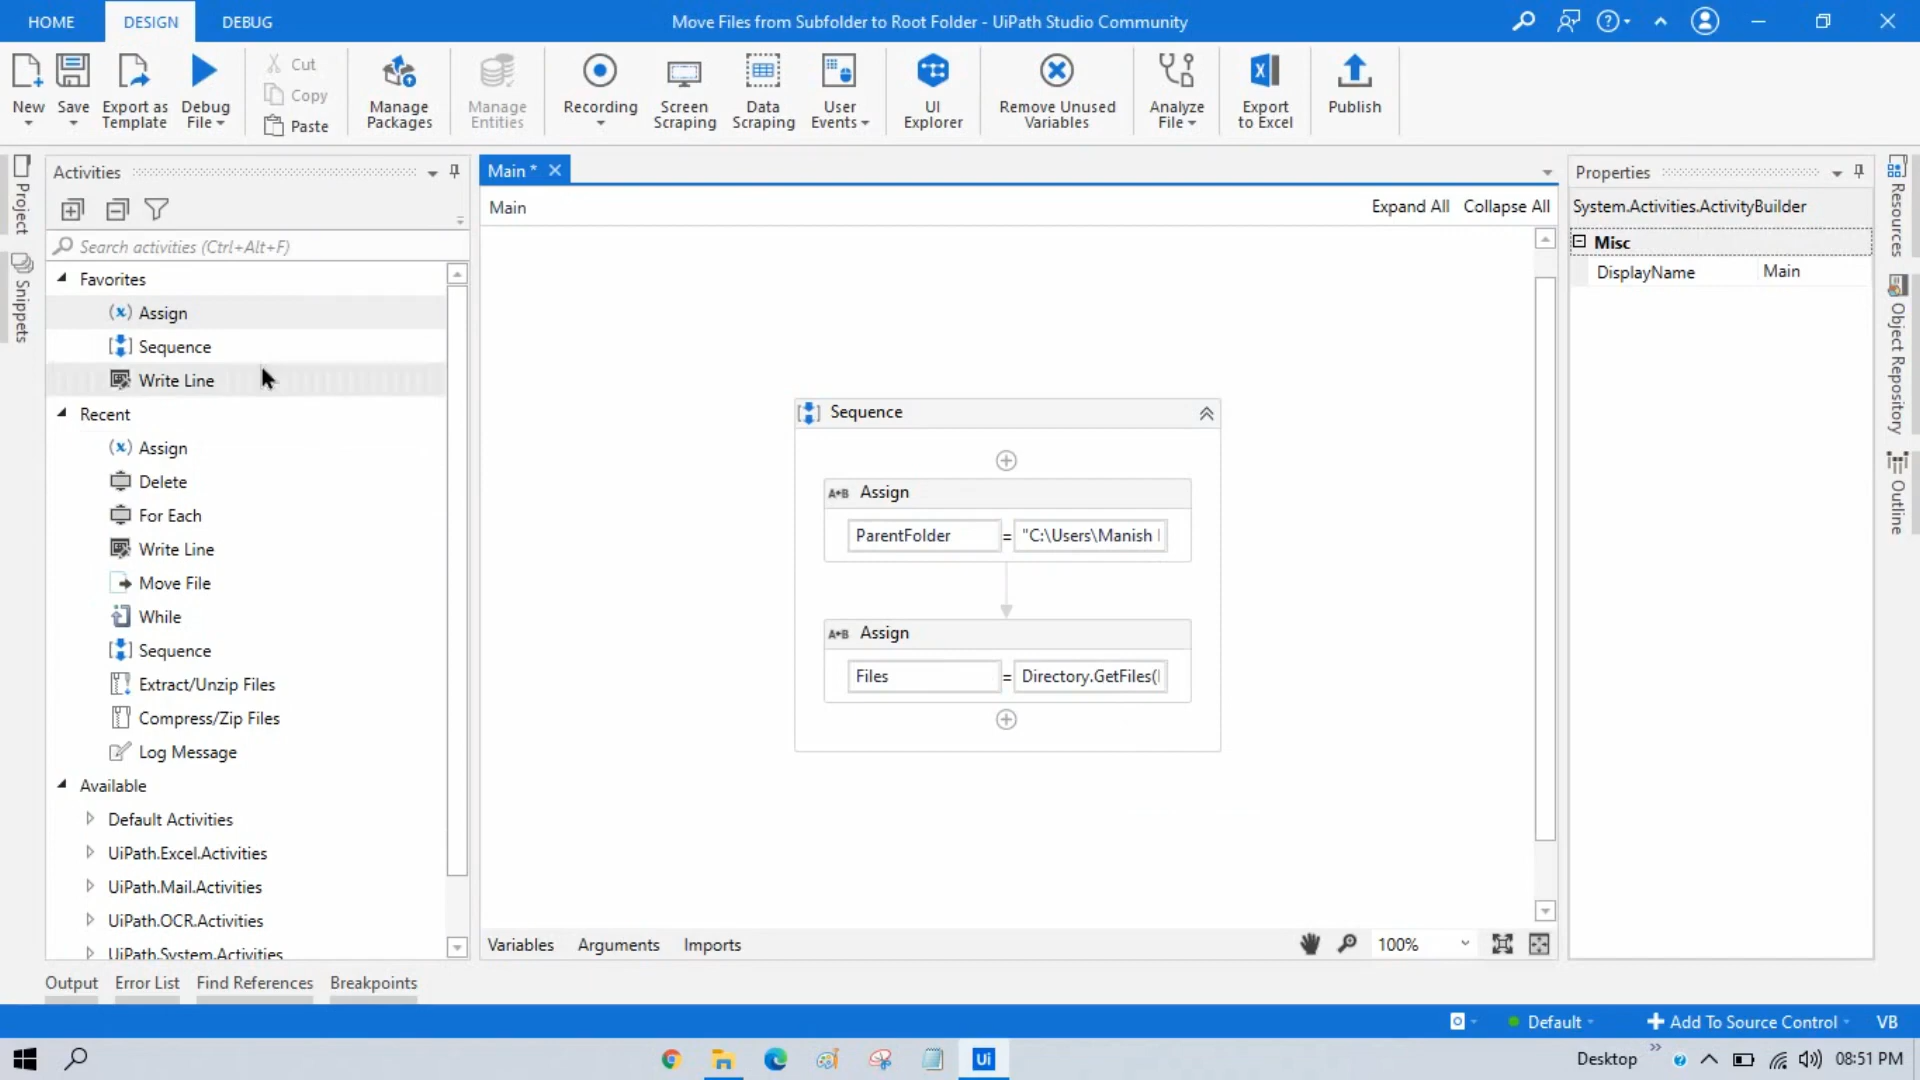 HOME DESIGN DEBUG Move Files from Subfolder to Root Folder - UiPath Studio Community
New Save Export as Template Debug File Cut Copy Paste Manage Packages Manage Entities Recording Screen Scraping Data Scraping User Events UI Explorer Remove Unused Variables Analyze File Export to Excel Publish
Project
Snippets
Activities
Search activities (Ctrl+Alt+F)
Favorites
Assign
Sequence
Write Line
Recent
Assign
Delete
For Each
Write Line
Move File
While
Sequence
Extract/Unzip Files
Compress/Zip Files
Log Message
Available
Default Activities
UiPath.Excel.Activities
UiPath.Mail.Activities
UiPath.OCR.Activities
UiPath.System.Activities
Main *
Main Expand All Collapse All
Sequence
A+B Assign
ParentFolder = "C:\Users\Manish
A+B Assign
Files = Directory.GetFiles(
Variables Arguments Imports 100%
Properties
System.Activities.ActivityBuilder
Misc
DisplayName Main
Resources
Object Repository
Outline
Output Error List Find References Breakpoints
Default Add To Source Control VB
Ui Desktop 08:51 PM